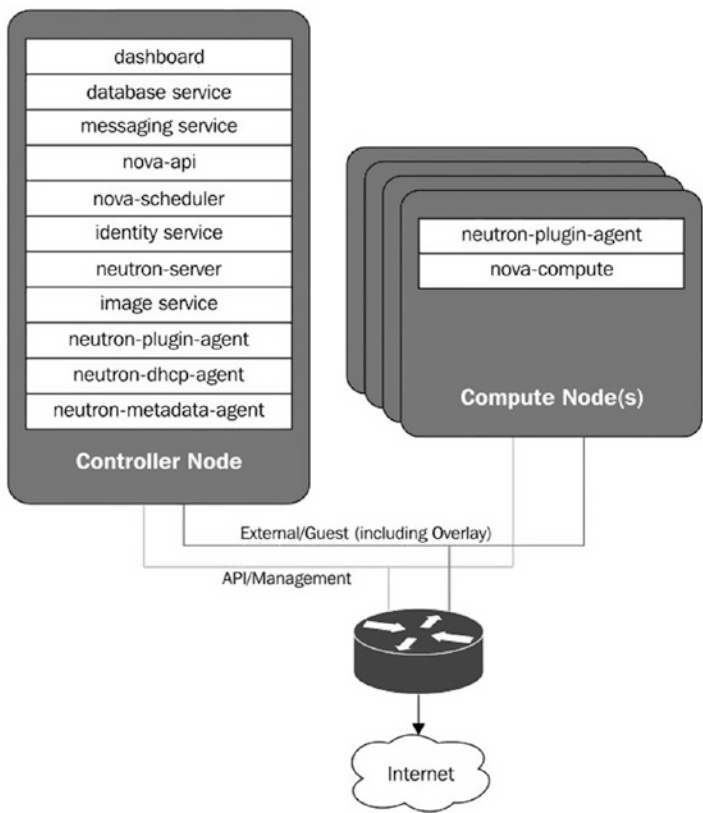 dashboard
database service
messaging service
nova-api
nova-scheduler
identity service
neutron-server
image service
neutron-plugin-agent
neutron-dhcp-agent
neutron-metadata-agent
Controller Node
neutron-plugin-agent
nova-compute
Compute Node(s)
External/Guest (including Overlay)
API/Management
Internet